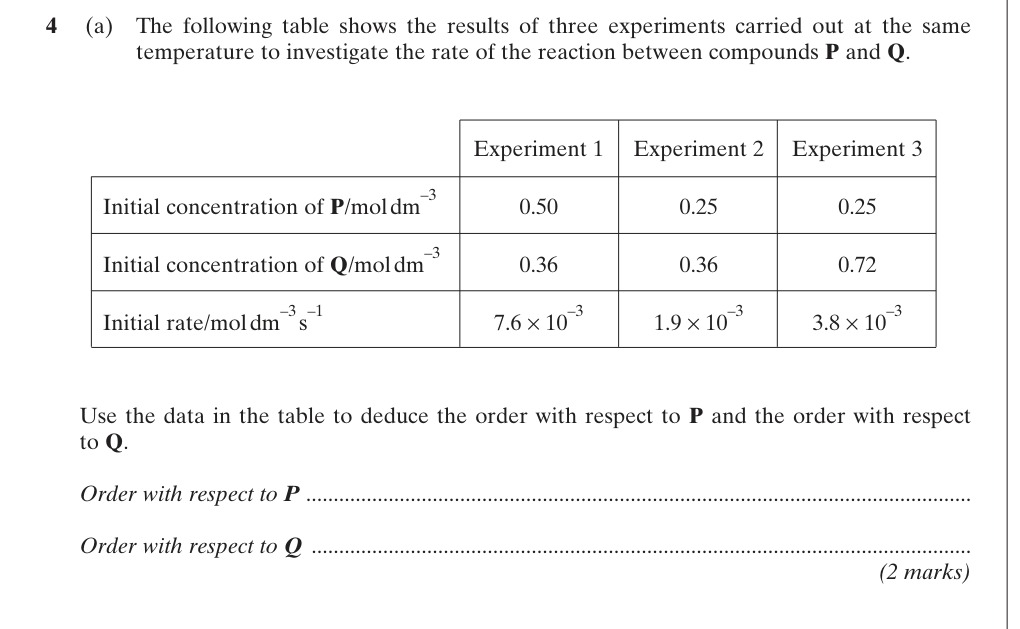 4 (a) The following table shows the results of three experiments carried out at the same
temperature to investigate the rate of the reaction between compounds P and Q.
Experiment 1 Experiment 2 Experiment 3
Initial concentration of P/mol dm⁻³ 0.50 0.25 0.25
Initial concentration of Q/mol dm⁻³ 0.36 0.36 0.72
Initial rate/mol dm⁻³ s⁻¹ 7.6 × 10⁻³ 1.9 × 10⁻³ 3.8 × 10⁻³
Use the data in the table to deduce the order with respect to P and the order with respect
to Q.
Order with respect to P ..........................................................................................
Order with respect to Q ..........................................................................................
(2 marks)